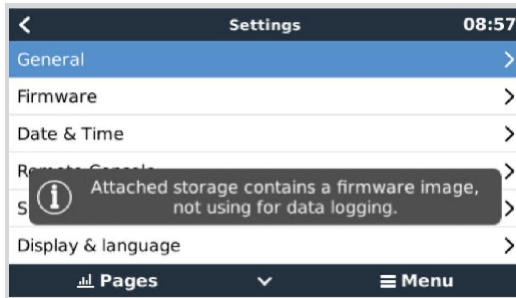 Settings
08:57
General
Firmware
Date & Time
Attached storage contains a firmware image,
not using for data logging.
Display & language
Pages
Menu